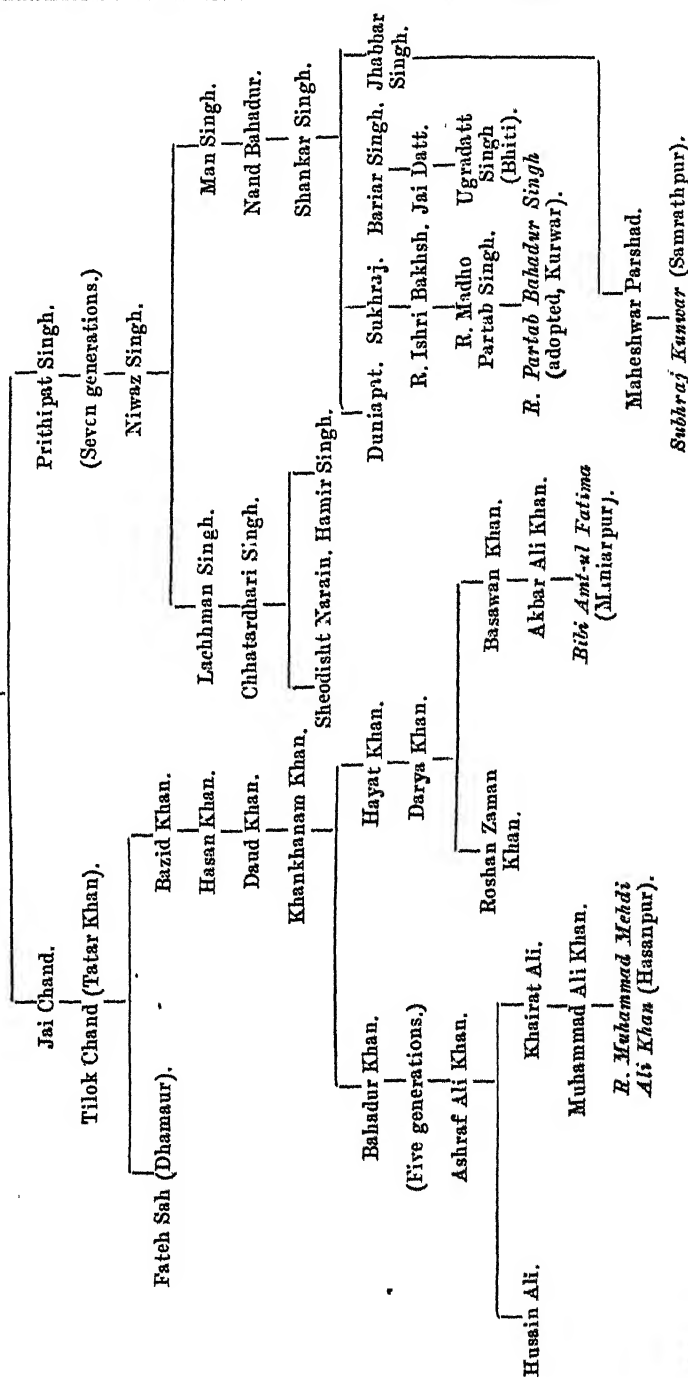 Jai Chand.
Prithipat Singh.
Tilok Chand (Tatar Khan).
(Seven generations.)
Niwaz Singh.
Fateh Sah (Dhamaur).
Bazid Khan.
Lachhman Singh.
Man Singh.
Hasan Khan.
Chhatardhari Singh.
Nand Bahadur.
Daud Khan.
Shankar Singh.
Khankhanam Khan.
Sheodisht Narain. Hamir Singh.
Bahadur Khan.
Hayat Khan.
Duniapat. Sukhraj. Bariar Singh. Jhabbar
Singh.
(Five generations.)
Darya Khan.
R. Ishri Bakhsh. Jai Datt.
Ashraf Ali Khan.
R. Madho
Partab Singh.
Ugradatt
Singh
(Bhiti).
Roshan Zaman
Khan.
Basawan Khan.
R. Partab Bahadur Singh
(adopted, Kurwar).
Husain Ali.
Khairat Ali.
Akbar Ali Khan.
Muhammad Ali Khan.
Bibi Amt-ul Fatima
(Maniarpur).
Maheshwar Parshad.
R. Muhammad Mehdi
Ali Khan (Hasanpur).
Subhraj Kunwar (Samrathpur).